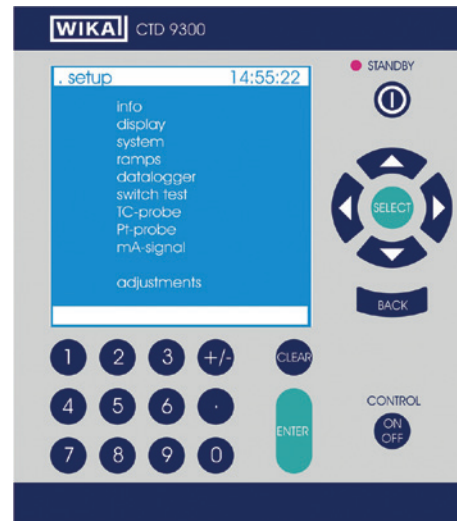 WIKA CTD 9300
. setup 14:55:22
info
display
system
ramps
datalogger
switch test
TC-probe
Pt-probe
mA-signal
adjustments
STANDBY
SELECT
BACK
1 2 3 +/- CLEAR
4 5 6 .
7 8 9 0
ENTER
CONTROL
ON
OFF